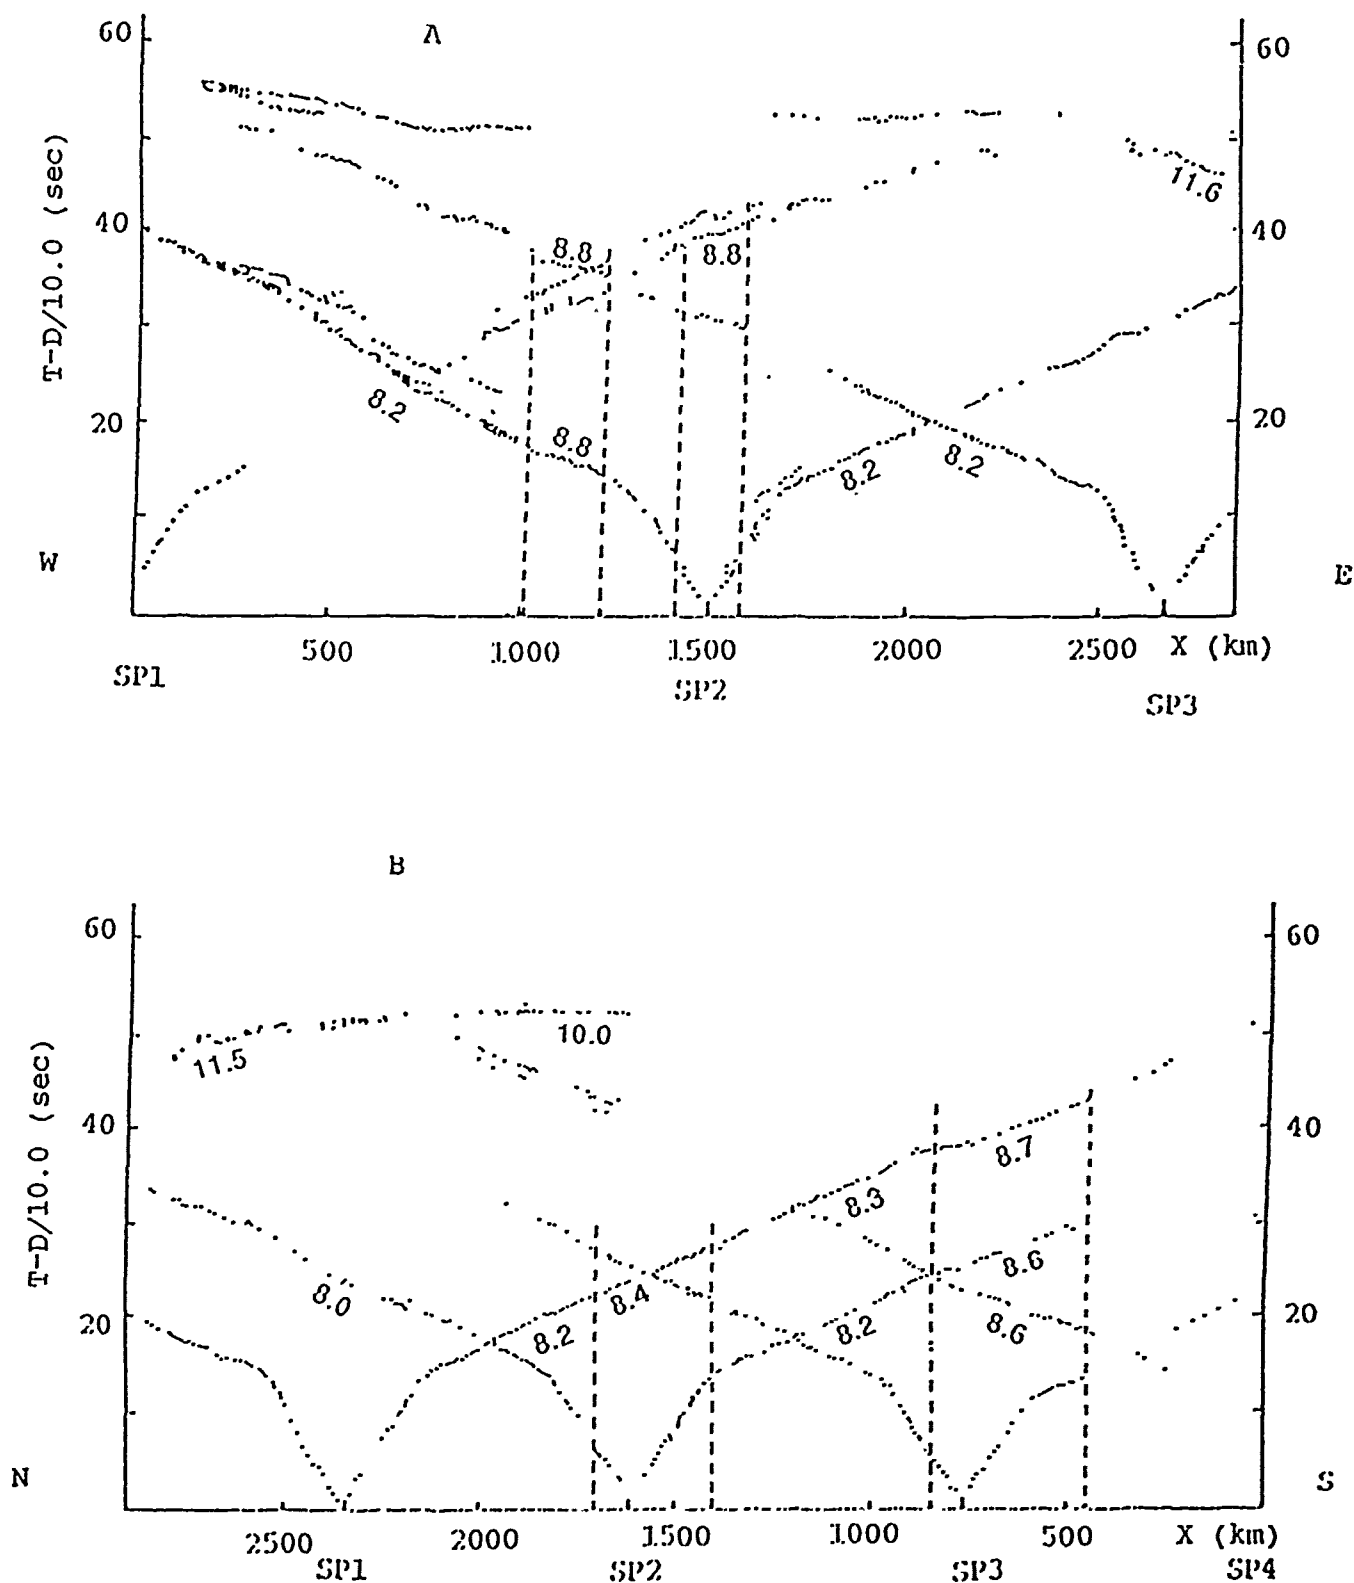 A
60 60
T-D/10.0 (sec)
11.6
40 8.8 8.8 40
8.2
20 8.8 8.2 8.2 20
W E
500 1000 1500 2000 2500 X (km)
SP1 SP2 SP3
B
60 60
T-D/10.0 (sec)
11.5 10.0
40 8.7 40
8.3
8.0 8.4 8.6
20 8.2 8.2 8.6 20
N S
2500 2000 1500 1000 500 X (km)
SP1 SP2 SP3 SP4